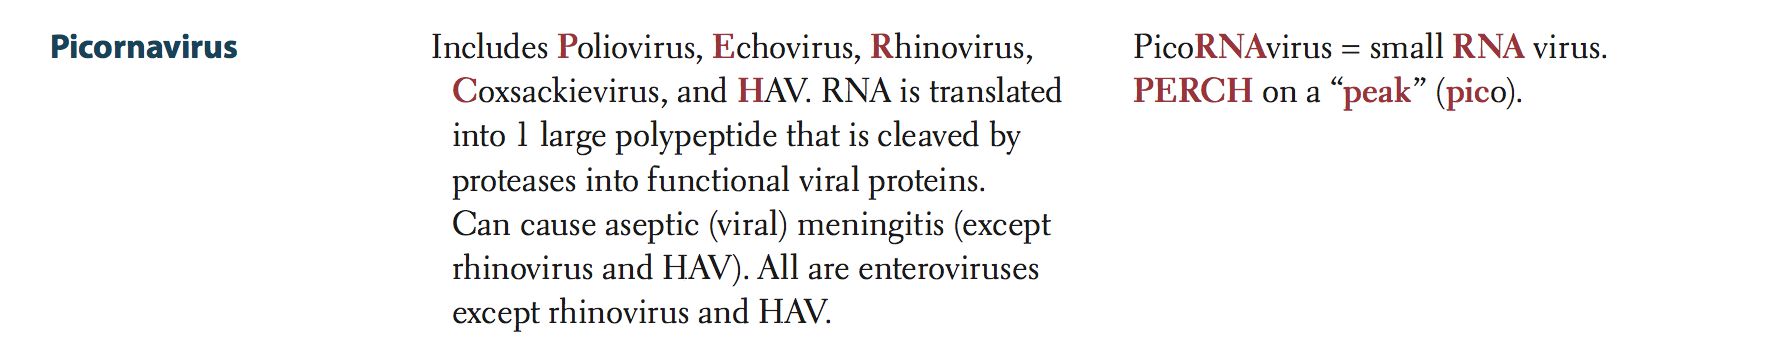 Picornavirus
Includes Poliovirus, Echovirus, Rhinovirus,
Coxsackievirus, and HAV. RNA is translated
into 1 large polypeptide that is cleaved by
proteases into functional viral proteins.
Can cause aseptic (viral) meningitis (except
rhinovirus and HAV). All are enteroviruses
except rhinovirus and HAV.
PicoRNAvirus = small RNA virus.
PERCH on a “peak” (pico).